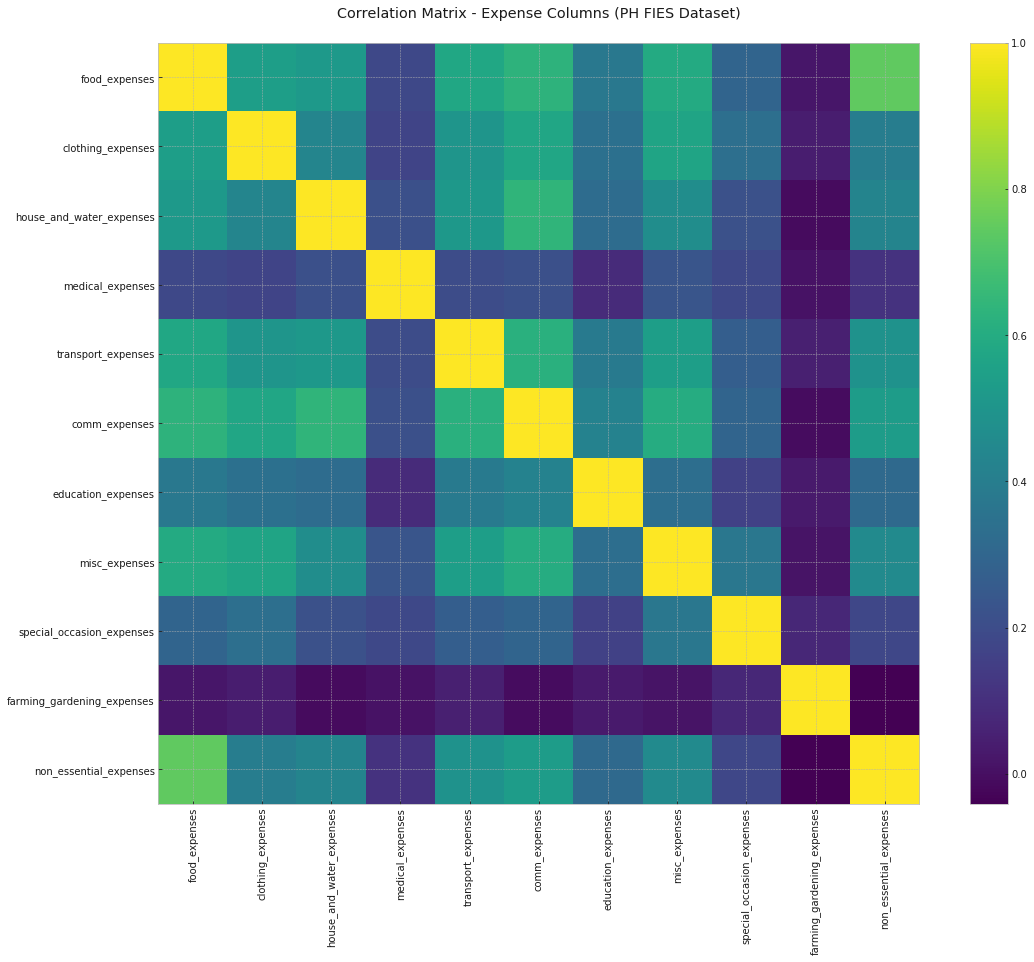 Correlation Matrix - Expense Columns (PH FIES Dataset)
food_expenses
clothing_expenses
house_and_water_expenses
medical_expenses
transport_expenses
comm_expenses
education_expenses
misc_expenses
special_occasion_expenses
farming_gardening_expenses
non_essential_expenses
food_expenses
clothing_expenses
house_and_water_expenses
medical_expenses
transport_expenses
comm_expenses
education_expenses
misc_expenses
special_occasion_expenses
farming_gardening_expenses
non_essential_expenses
1.0
0.8
0.6
0.4
0.2
0.0